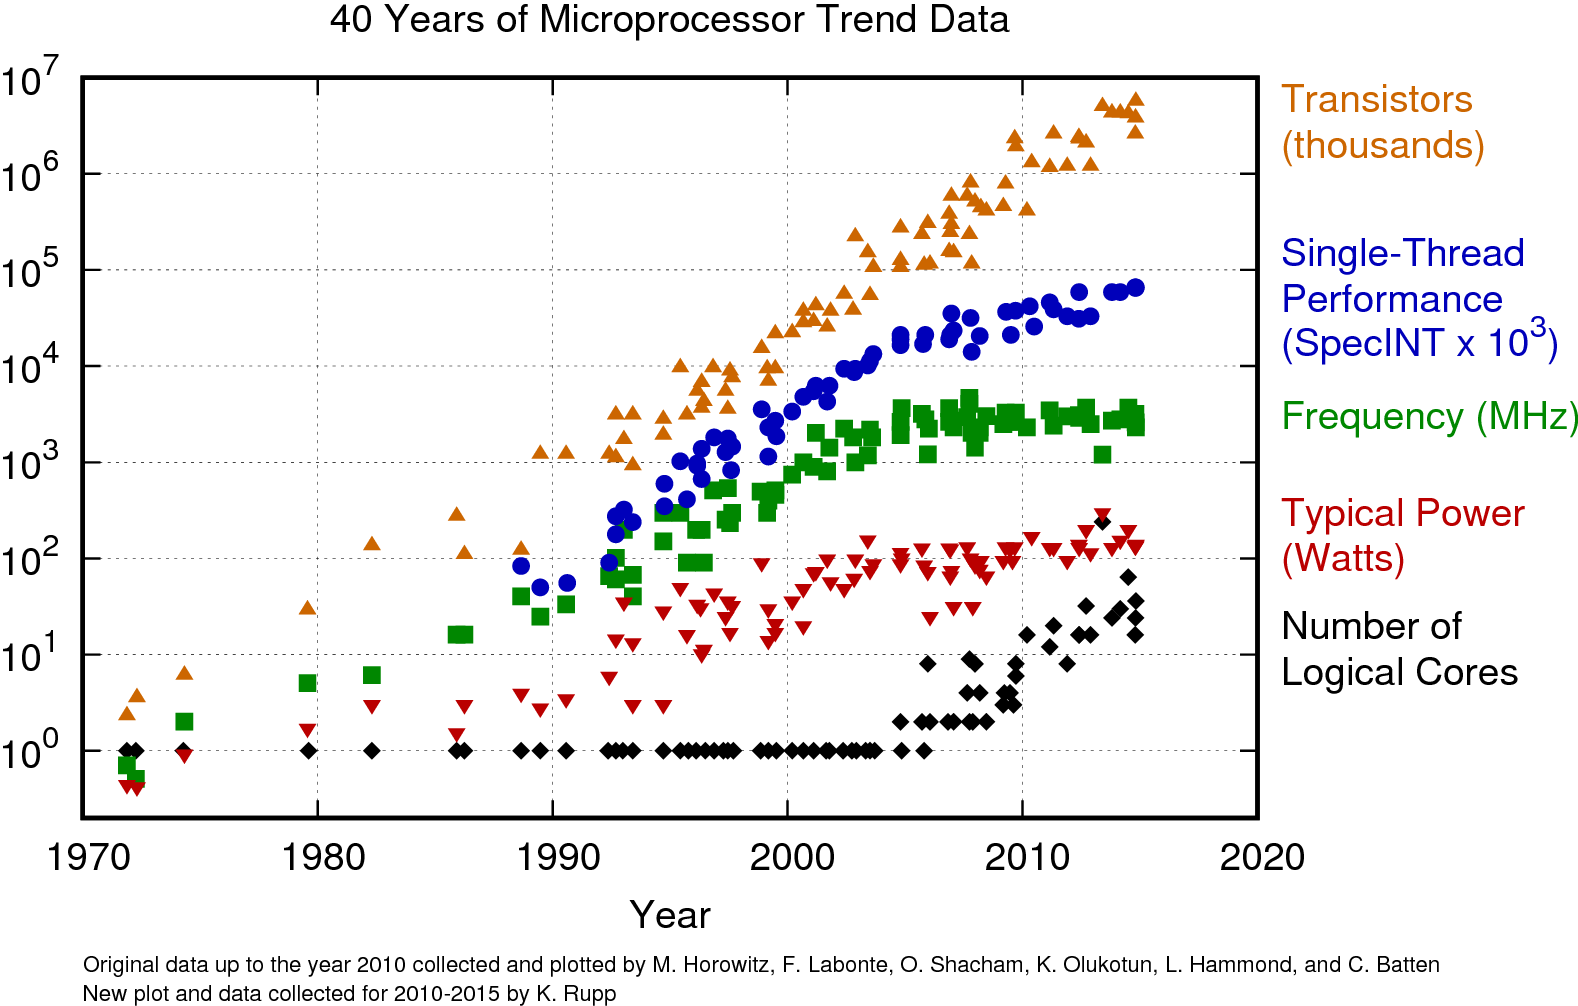 40 Years of Microprocessor Trend Data
10^7
10^6
10^5
10^4
10^3
10^2
10^1
10^0
Transistors
(thousands)
Single-Thread
Performance
(SpecINT x 10^3)
Frequency (MHz)
Typical Power
(Watts)
Number of
Logical Cores
1970 1980 1990 2000 2010 2020
Year
Original data up to the year 2010 collected and plotted by M. Horowitz, F. Labonte, O. Shacham, K. Olukotun, L. Hammond, and C. Batten
New plot and data collected for 2010-2015 by K. Rupp